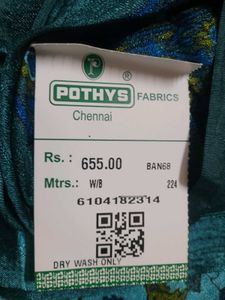 P
®
POTHYS FABRICS
Chennai
Rs. : 655.00 BAN68
Mtrs.: W/B 224
6104182314
DRY WASH ONLY